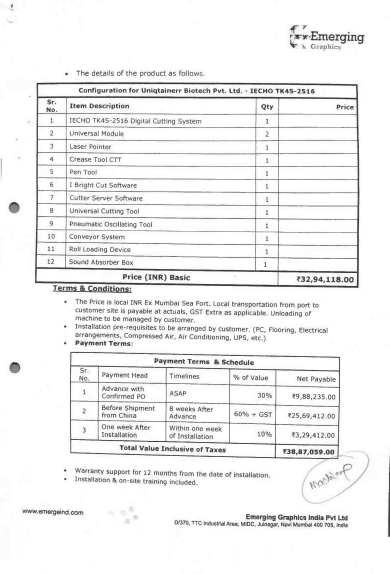 Emerging
Graphics
• The details of the product as follows.
Configuration for Uniqtainerr Biotech Pvt. Ltd. - IECHO TK4S-2516
Sr. No. Item Description Qty Price
1 IECHO TK4S-2516 Digital Cutting System 1
2 Universal Module 2
3 Laser Pointer 1
4 Crease Tool CTT 1
5 Pen Tool 1
6 I Bright Cut Software 1
7 Cutter Server Software 1
8 Universal Cutting Tool 1
9 Pneumatic Oscillating Tool 1
10 Conveyor System 1
11 Roll Loading Device 1
12 Sound Absorber Box 1
Price (INR) Basic ₹32,94,118.00
Terms & Conditions:
• The Price is local INR Ex Mumbai Sea Port. Local transportation from port to
customer site is payable at actuals, GST Extra as applicable. Unloading of
machine to be managed by customer.
• Installation pre-requisites to be arranged by customer. (PC, Flooring, Electrical
arrangements, Compressed Air, Air Conditioning, UPS, etc.)
• Payment Terms:
Payment Terms & Schedule
Sr. No. Payment Head Timelines % of Value Net Payable
1 Advance with Confirmed PO ASAP 30% ₹9,88,235.00
2 Before Shipment from China 8 weeks After Advance 60% + GST ₹25,69,412.00
3 One week After Installation Within one week of Installation 10% ₹3,29,412.00
Total Value Inclusive of Taxes ₹38,87,059.00
• Warranty support for 12 months from the date of installation.
• Installation & on-site training included.
www.emergeind.com
Emerging Graphics India Pvt Ltd
D/370, TTC Industrial Area, MIDC, Juinagar, Navi Mumbai 400 705, India